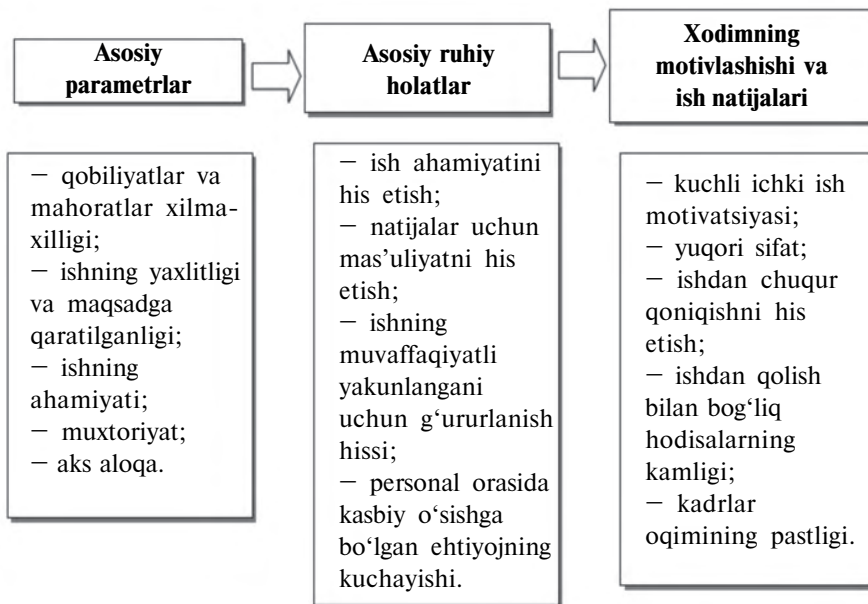 Asosiy
parametrlar
Asosiy ruhiy
holatlar
Xodimning
motivlashishi va
ish natijalari
— qobiliyatlar va
mahoratlar xilma-
xilligi;
— ishning yaxlitligi
va maqsadga
qaratilganligi;
— ishning
ahamiyati;
— muxtoriyat;
— aks aloqa.
— ish ahamiyatini
his etish;
— natijalar uchun
mas’uliyatni his
etish;
— ishning
muvaffaqiyatli
yakunlangani
uchun g‘ururlanish
hissi;
— personal orasida
kasbiy o‘sishga
bo‘lgan ehtiyojning
kuchayishi.
— kuchli ichki ish
motivatsiyasi;
— yuqori sifat;
— ishdan chuqur
qoniqishni his
etish;
— ishdan qolish
bilan bog‘liq
hodisalarning
kamligi;
— kadrlar
oqimining pastligi.